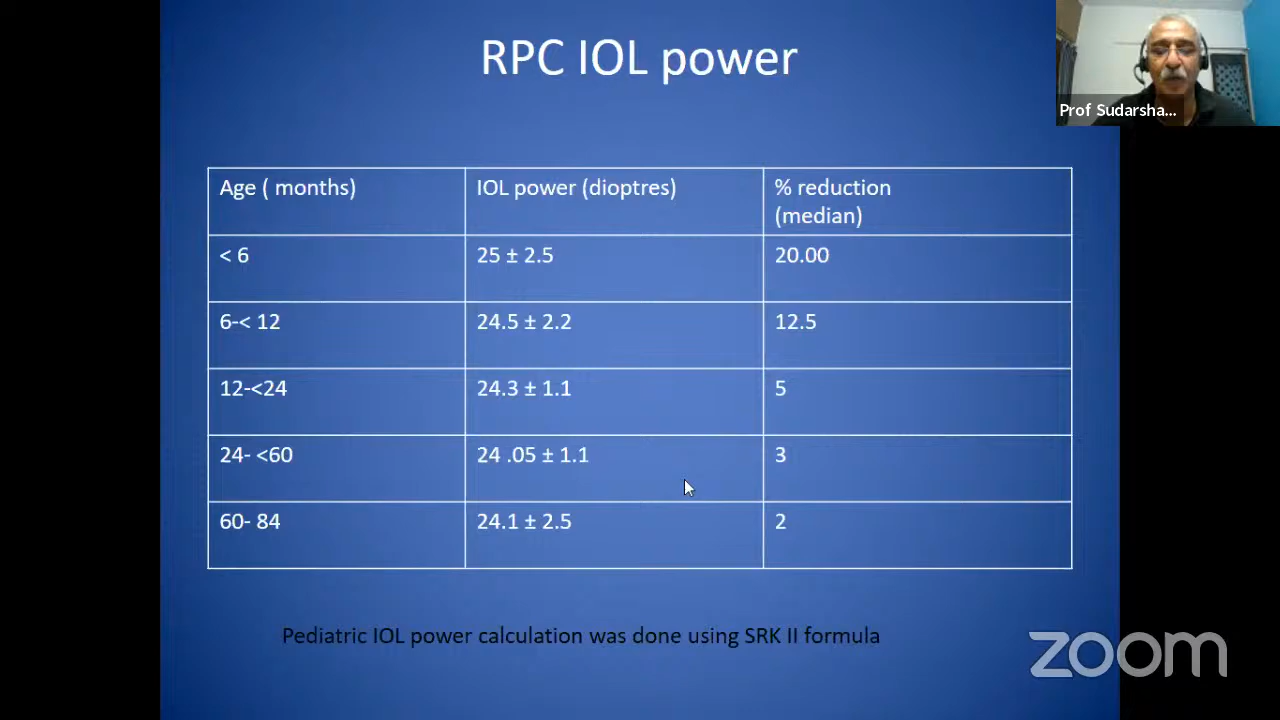 RPC IOL power
Prof Sudarsha...
Age ( months)
IOL power (dioptres)
% reduction
(median)
< 6
25 ± 2.5
20.00
6-< 12
24.5 ± 2.2
12.5
12-<24
24.3 ± 1.1
5
24- <60
24 .05 ± 1.1
3
60- 84
24.1 ± 2.5
2
Pediatric IOL power calculation was done using SRK II formula
zoom